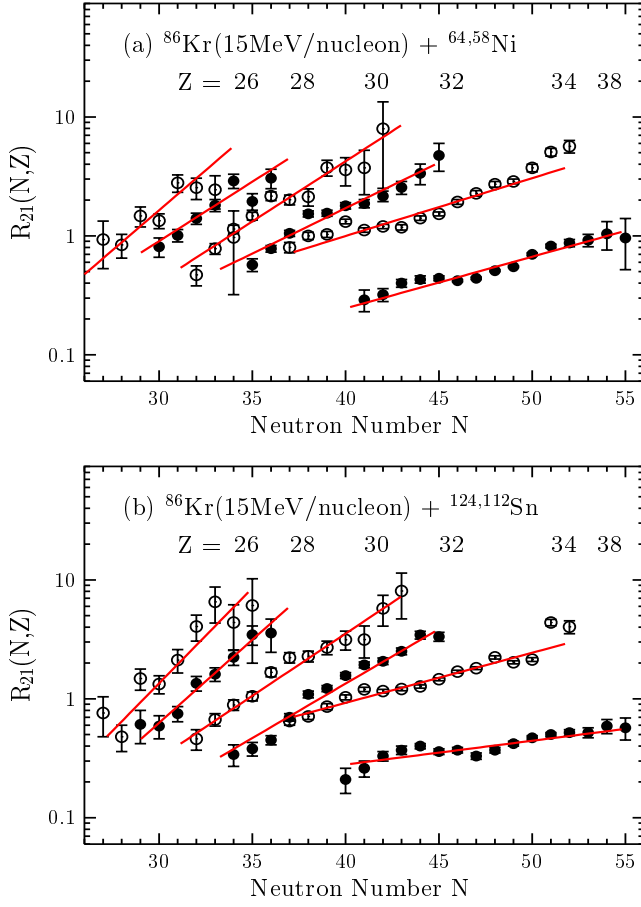 (a) ⁸⁶Kr(15MeV/nucleon) + ⁶⁴,⁵⁸Ni
Z = 26 28 30 32 34 38
10
1
0.1
R₂₁(N,Z)
30 35 40 45 50 55
Neutron Number N
(b) ⁸⁶Kr(15MeV/nucleon) + ¹²⁴,¹¹²Sn
Z = 26 28 30 32 34 38
10
1
0.1
R₂₁(N,Z)
30 35 40 45 50 55
Neutron Number N